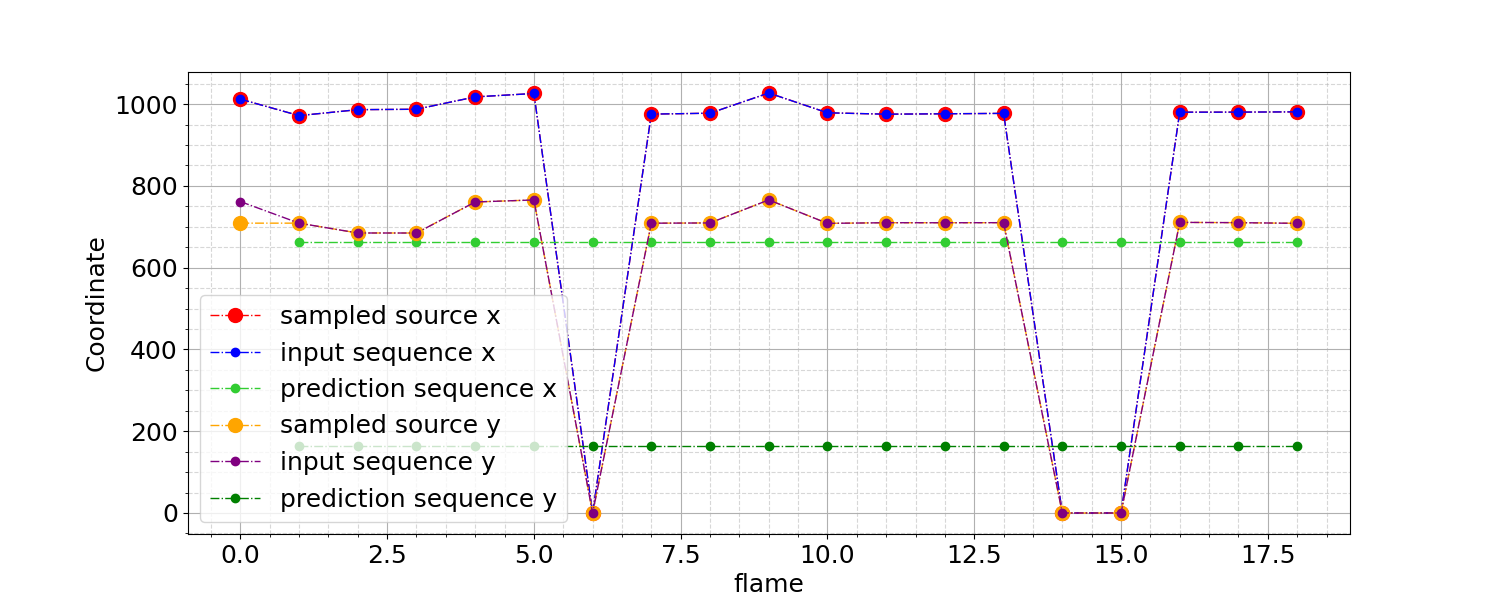 1000
800
600
400
200
0
Coordinate
sampled source x
input sequence x
prediction sequence x
sampled source y
input sequence y
prediction sequence y
0.0 2.5 5.0 7.5 10.0 12.5 15.0 17.5
flame